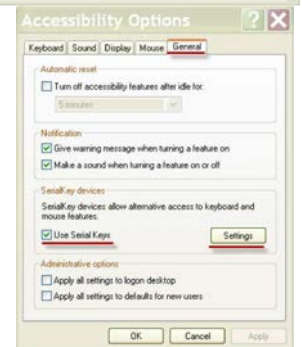 Accessibility Options
Keyboard Sound Display Mouse General
Automatic reset
Turn off accessibility features after idle for:
5 minutes
Notification
Give warning message when turning a feature on
Make a sound when turning a feature on or off
SerialKey devices
SerialKey devices allow alternative access to keyboard and
mouse features.
Use Serial Keys Settings
Administrative options
Apply all settings to logon desktop
Apply all settings to defaults for new users
OK Cancel Apply